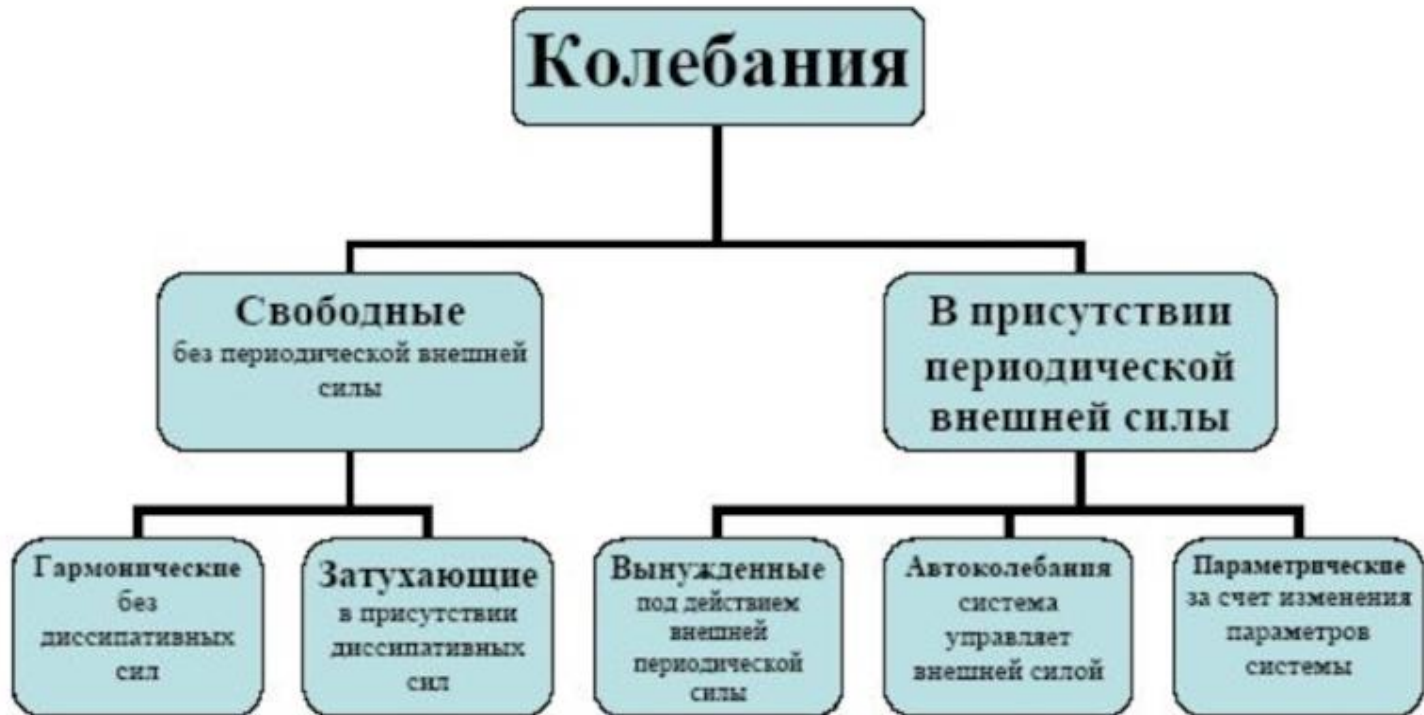 Колебания
Свободные
без периодической внешней
силы
В присутствии
периодической
внешней силы
Гармонические
без
диссипативных
сил
Затухающие
в присутствии
диссипативных
сил
Вынужденные
под действием
внешней
периодической
силы
Автоколебания
система
управляет
внешней силой
Параметрические
за счет изменения
параметров
системы